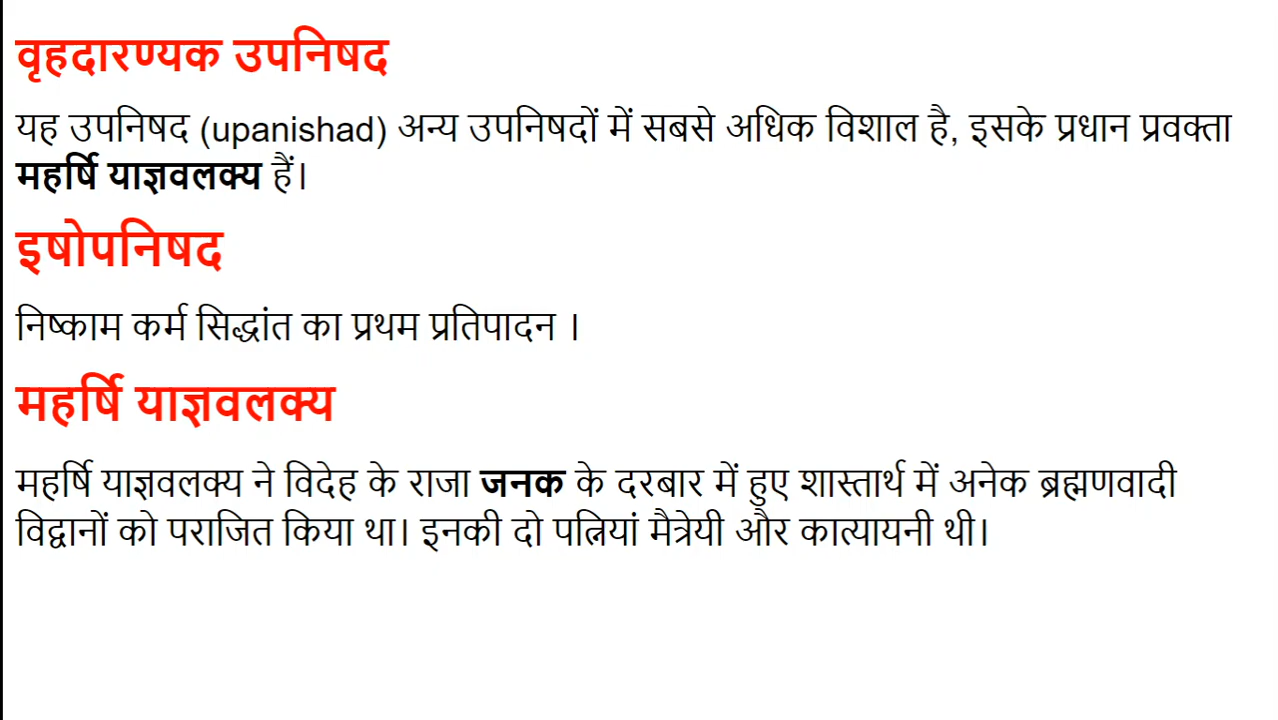 वृहदारण्यक उपनिषद
यह उपनिषद (upanishad) अन्य उपनिषदों में सबसे अधिक विशाल है, इसके प्रधान प्रवक्ता
महर्षि याज्ञवलक्य हैं।
इषोपनिषद
निष्काम कर्म सिद्धांत का प्रथम प्रतिपादन ।
महर्षि याज्ञवलक्य
महर्षि याज्ञवलक्य ने विदेह के राजा जनक के दरबार में हुए शास्तार्थ में अनेक ब्रह्मणवादी
विद्वानों को पराजित किया था। इनकी दो पत्नियां मैत्रेयी और कात्यायनी थी।